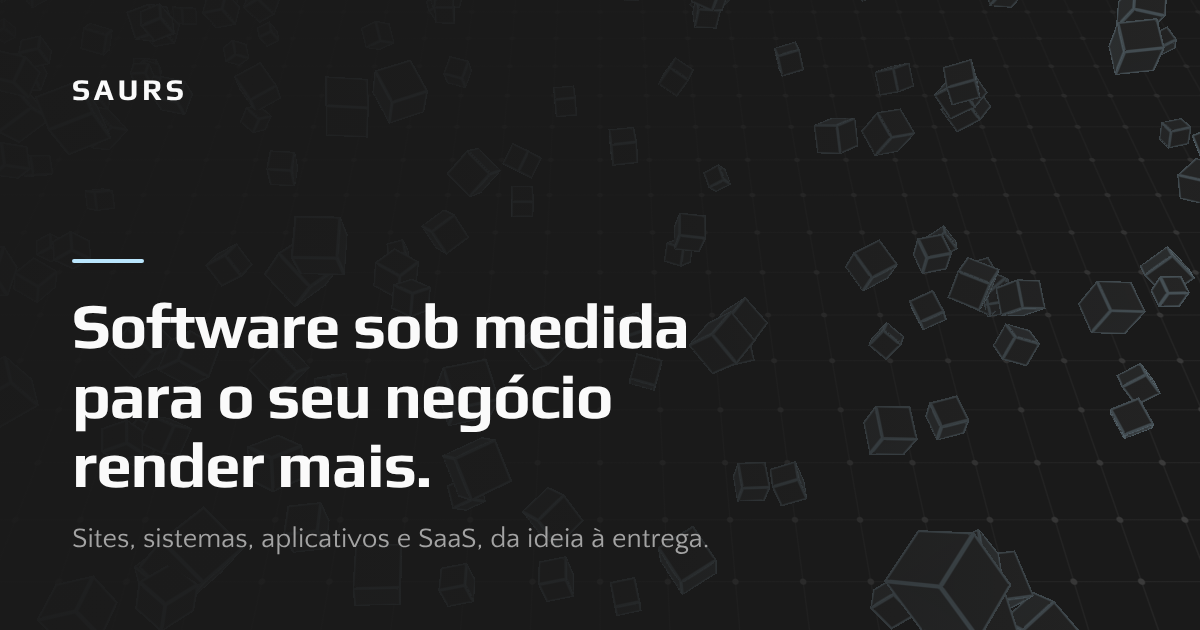 SAURS
Software sob medida
para o seu negócio
render mais.
Sites, sistemas, aplicativos e SaaS, da ideia à entrega.